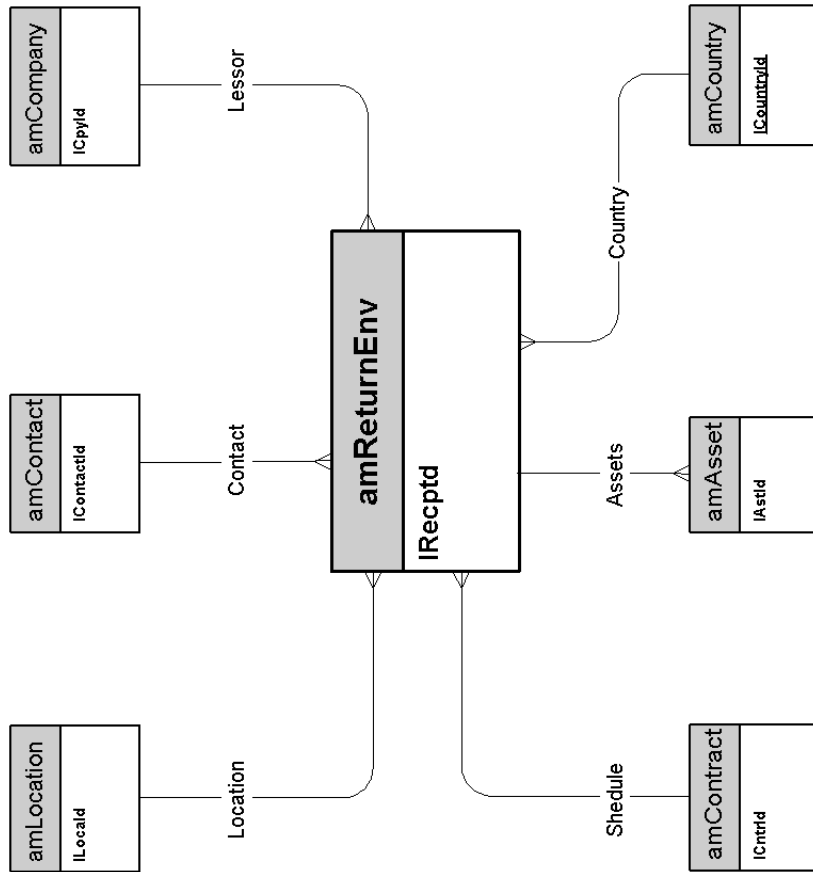 amLocation
lLocaId
amContact
lContactId
amCompany
lCpyId
Location
Contact
Lessor
amReturnEnv
lRecptd
Shedule
Assets
Country
amContract
lCntrId
amAsset
lAstId
amCountry
lCountryId